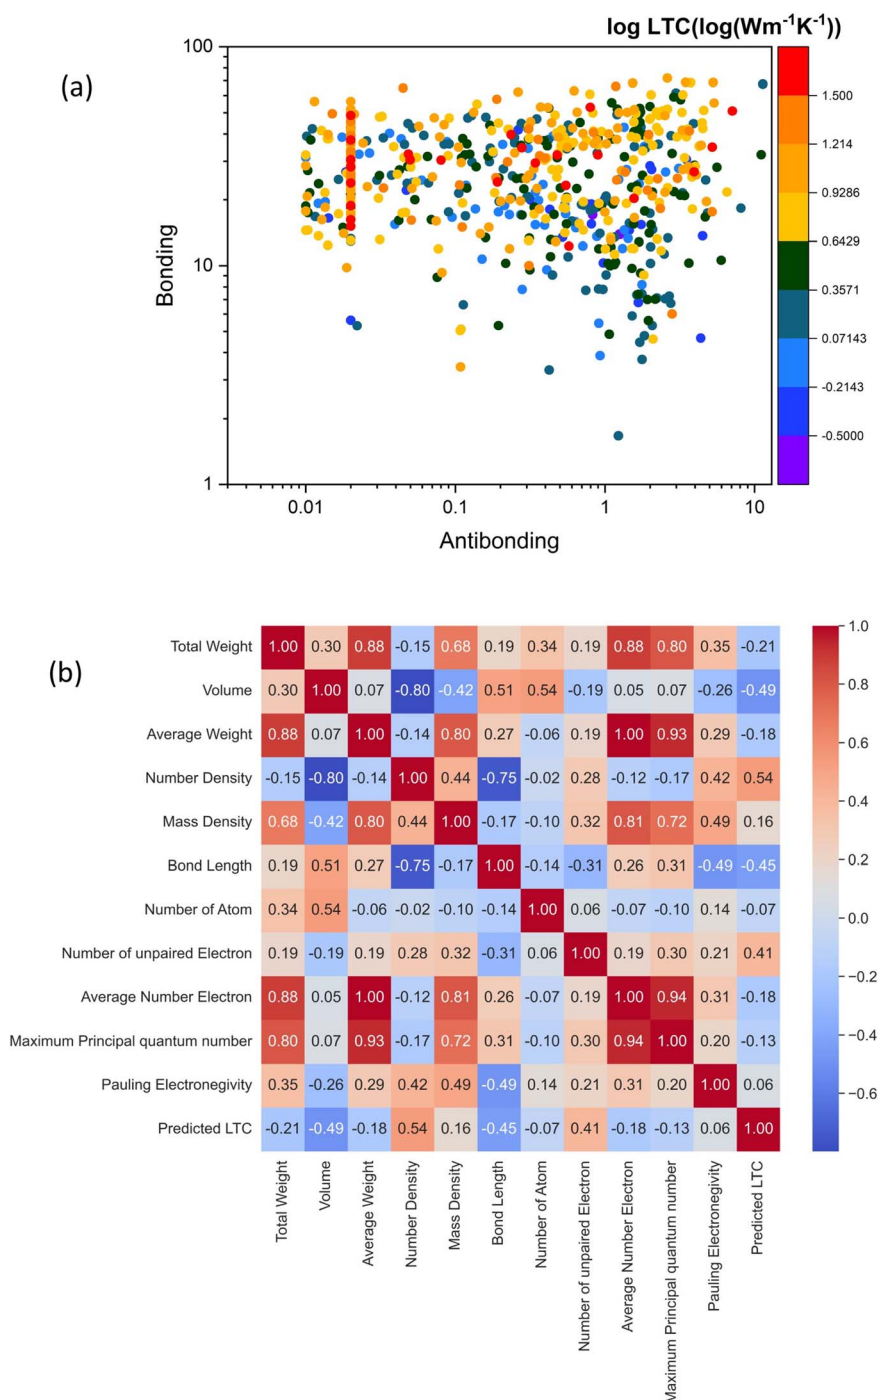 log LTC(log(Wm⁻¹K⁻¹))
(a)
100
10
1
Bonding
0.01 0.1 1 10
Antibonding
1.500
1.214
0.9286
0.6429
0.3571
0.07143
-0.2143
-0.5000
(b)
Total Weight 1.00 0.30 0.88 -0.15 0.68 0.19 0.34 0.19 0.88 0.80 0.35 -0.21
Volume 0.30 1.00 0.07 -0.80 -0.42 0.51 0.54 -0.19 0.05 0.07 -0.26 -0.49
Average Weight 0.88 0.07 1.00 -0.14 0.80 0.27 -0.06 0.19 1.00 0.93 0.29 -0.18
Number Density -0.15 -0.80 -0.14 1.00 0.44 -0.75 -0.02 0.28 -0.12 -0.17 0.42 0.54
Mass Density 0.68 -0.42 0.80 0.44 1.00 -0.17 -0.10 0.32 0.81 0.72 0.49 0.16
Bond Length 0.19 0.51 0.27 -0.75 -0.17 1.00 -0.14 -0.31 0.26 0.31 -0.49 -0.45
Number of Atom 0.34 0.54 -0.06 -0.02 -0.10 -0.14 1.00 0.06 -0.07 -0.10 0.14 -0.07
Number of unpaired Electron 0.19 -0.19 0.19 0.28 0.32 -0.31 0.06 1.00 0.19 0.30 0.21 0.41
Average Number Electron 0.88 0.05 1.00 -0.12 0.81 0.26 -0.07 0.19 1.00 0.94 0.31 -0.18
Maximum Principal quantum number 0.80 0.07 0.93 -0.17 0.72 0.31 -0.10 0.30 0.94 1.00 0.20 -0.13
Pauling Electronegivity 0.35 -0.26 0.29 0.42 0.49 -0.49 0.14 0.21 0.31 0.20 1.00 0.06
Predicted LTC -0.21 -0.49 -0.18 0.54 0.16 -0.45 -0.07 0.41 -0.18 -0.13 0.06 1.00
Total Weight
Volume
Average Weight
Number Density
Mass Density
Bond Length
Number of Atom
Number of unpaired Electron
Average Number Electron
Maximum Principal quantum number
Pauling Electronegivity
Predicted LTC
1.0
0.8
0.6
0.4
0.2
0.0
−0.2
−0.4
−0.6